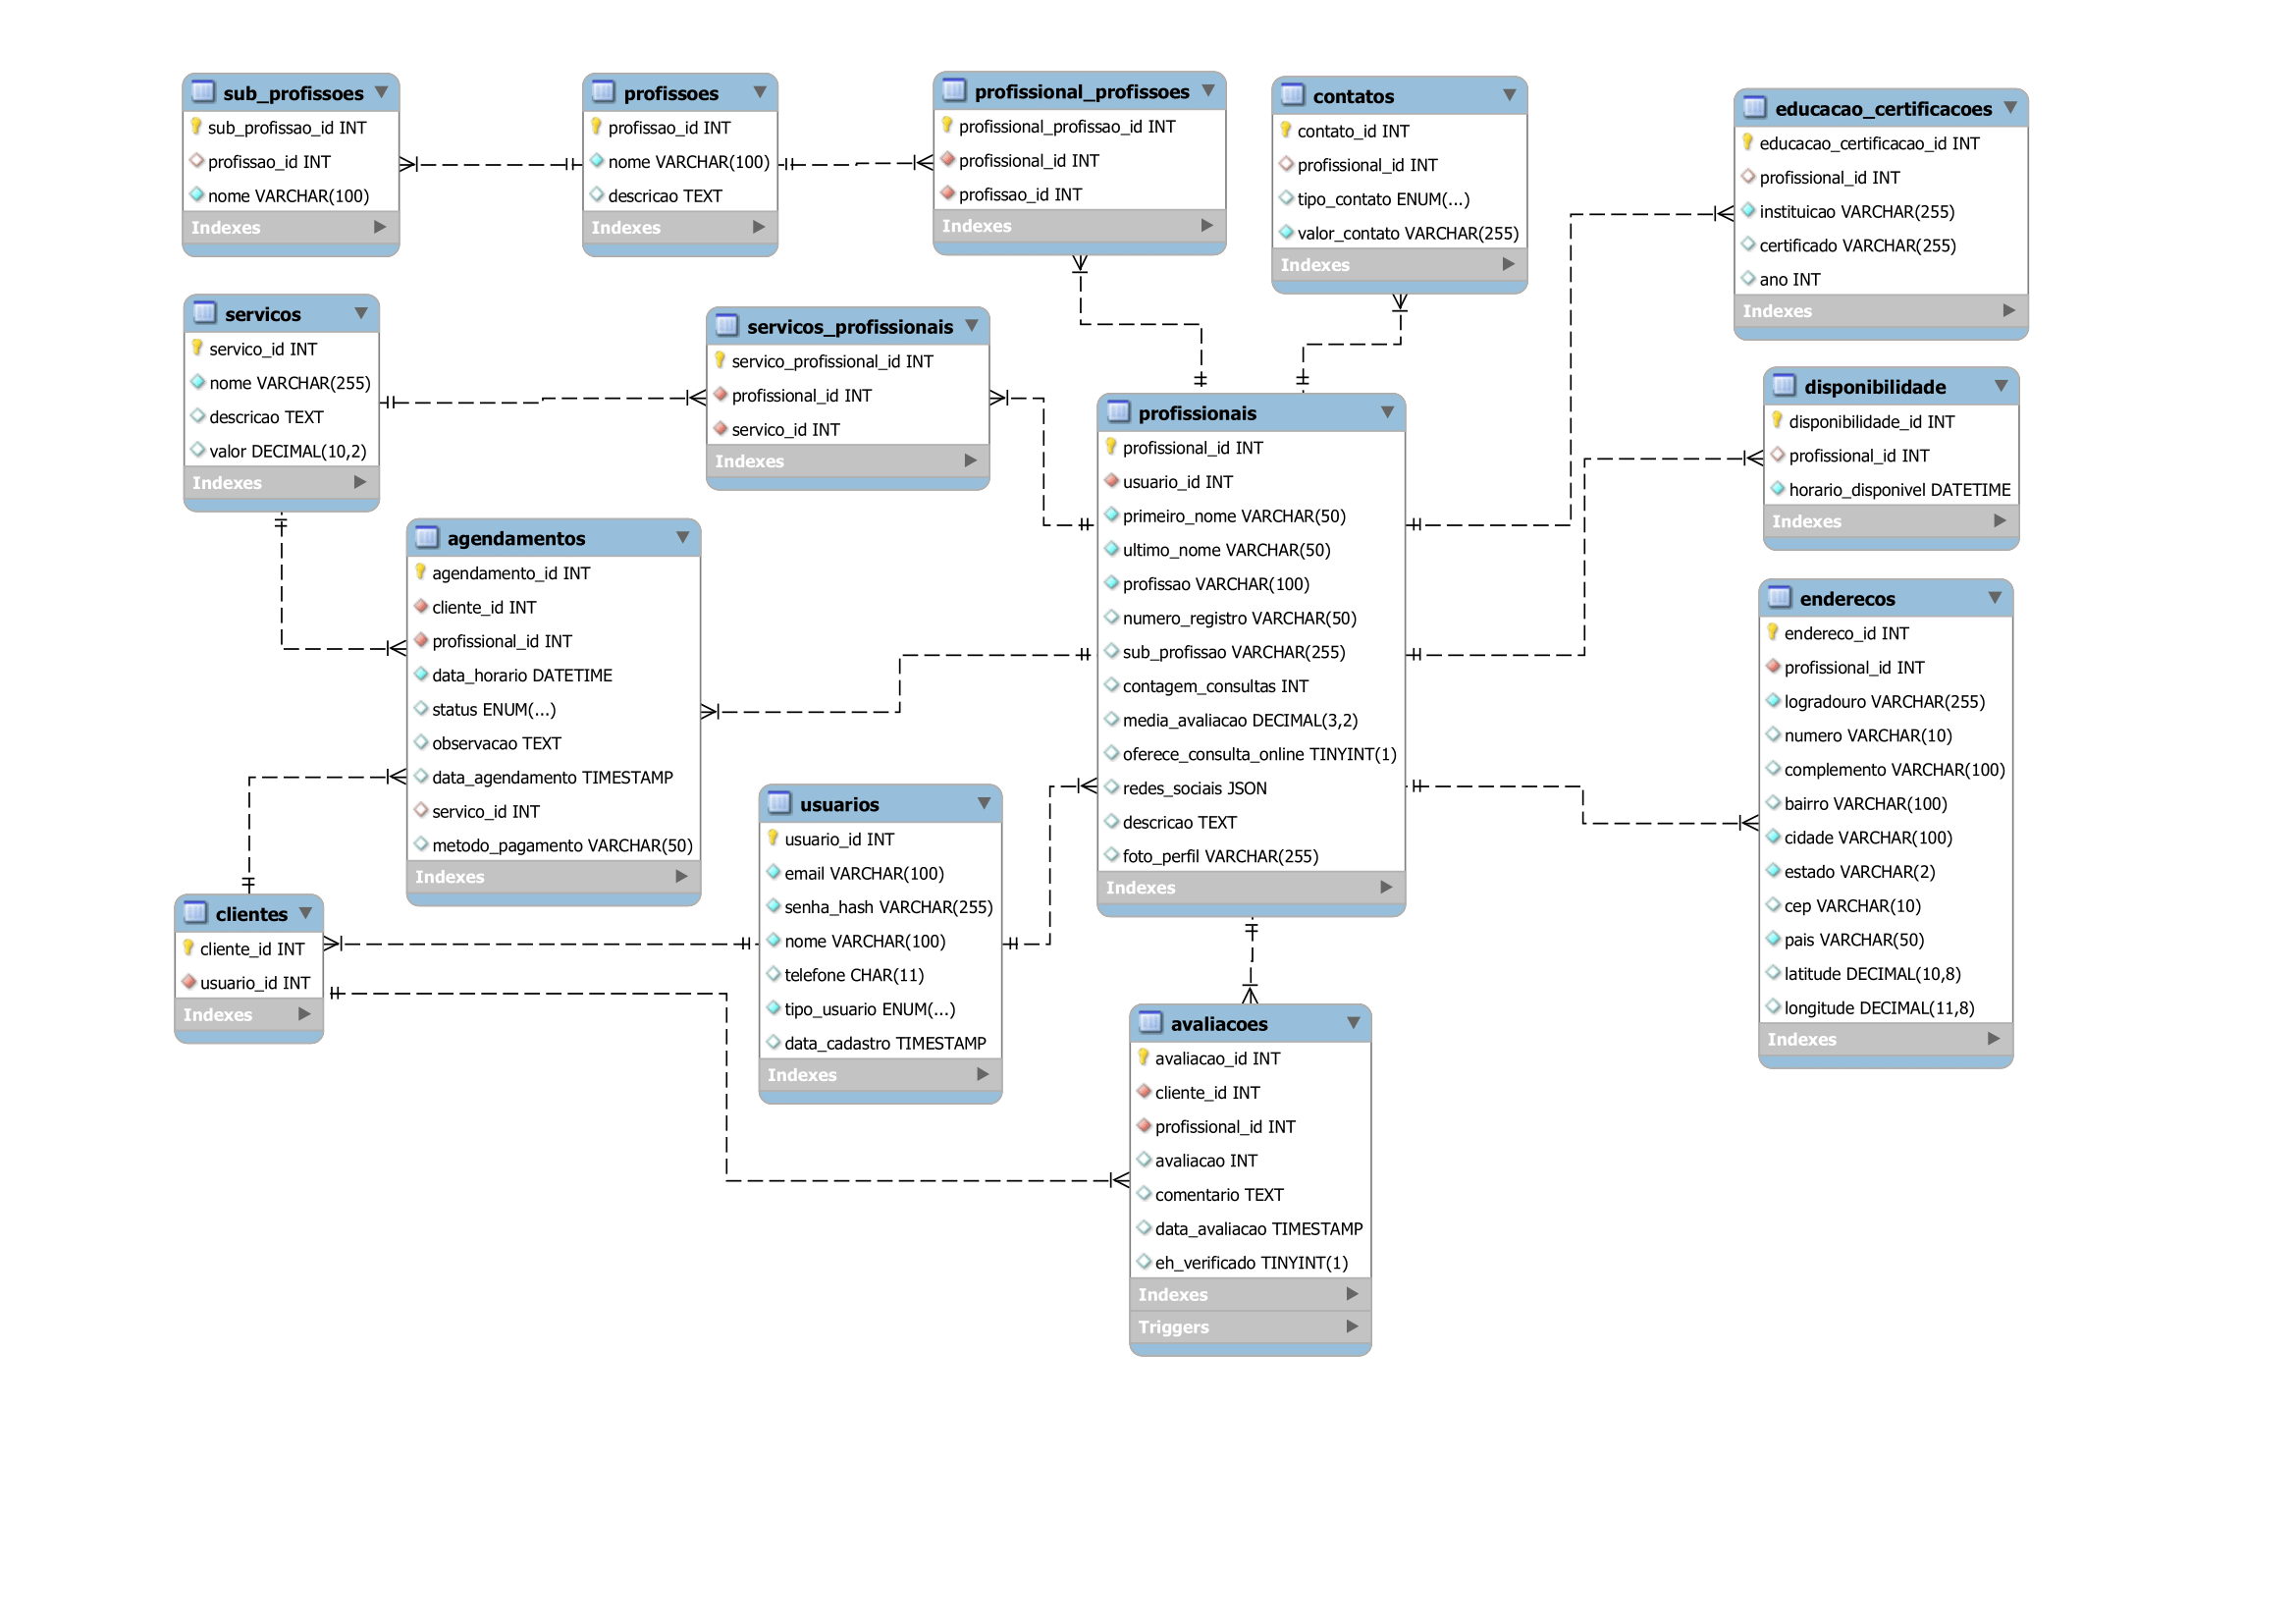 sub_profissoes
sub_profissao_id INT
profissao_id INT
nome VARCHAR(100)
Indexes
profissoes
profissao_id INT
nome VARCHAR(100)
descricao TEXT
Indexes
profissional_profissoes
profissional_profissao_id INT
profissional_id INT
profissao_id INT
Indexes
contatos
contato_id INT
profissional_id INT
tipo_contato ENUM(...)
valor_contato VARCHAR(255)
Indexes
educacao_certificacoes
educacao_certificacao_id INT
profissional_id INT
instituicao VARCHAR(255)
certificado VARCHAR(255)
ano INT
Indexes
servicos
servico_id INT
nome VARCHAR(255)
descricao TEXT
valor DECIMAL(10,2)
Indexes
servicos_profissionais
servico_profissional_id INT
profissional_id INT
servico_id INT
Indexes
profissionais
profissional_id INT
usuario_id INT
primeiro_nome VARCHAR(50)
ultimo_nome VARCHAR(50)
profissao VARCHAR(100)
numero_registro VARCHAR(50)
sub_profissao VARCHAR(255)
contagem_consultas INT
media_avaliacao DECIMAL(3,2)
oferece_consulta_online TINYINT(1)
redes_sociais JSON
descricao TEXT
foto_perfil VARCHAR(255)
Indexes
disponibilidade
disponibilidade_id INT
profissional_id INT
horario_disponivel DATETIME
Indexes
agendamentos
agendamento_id INT
cliente_id INT
profissional_id INT
data_horario DATETIME
status ENUM(...)
observacao TEXT
data_agendamento TIMESTAMP
servico_id INT
metodo_pagamento VARCHAR(50)
Indexes
enderecos
endereco_id INT
profissional_id INT
logradouro VARCHAR(255)
numero VARCHAR(10)
complemento VARCHAR(100)
bairro VARCHAR(100)
cidade VARCHAR(100)
estado VARCHAR(2)
cep VARCHAR(10)
pais VARCHAR(50)
latitude DECIMAL(10,8)
longitude DECIMAL(11,8)
Indexes
usuarios
usuario_id INT
email VARCHAR(100)
senha_hash VARCHAR(255)
nome VARCHAR(100)
telefone CHAR(11)
tipo_usuario ENUM(...)
data_cadastro TIMESTAMP
Indexes
clientes
cliente_id INT
usuario_id INT
Indexes
avaliacoes
avaliacao_id INT
cliente_id INT
profissional_id INT
avaliacao INT
comentario TEXT
data_avaliacao TIMESTAMP
eh_verificado TINYINT(1)
Indexes
Triggers